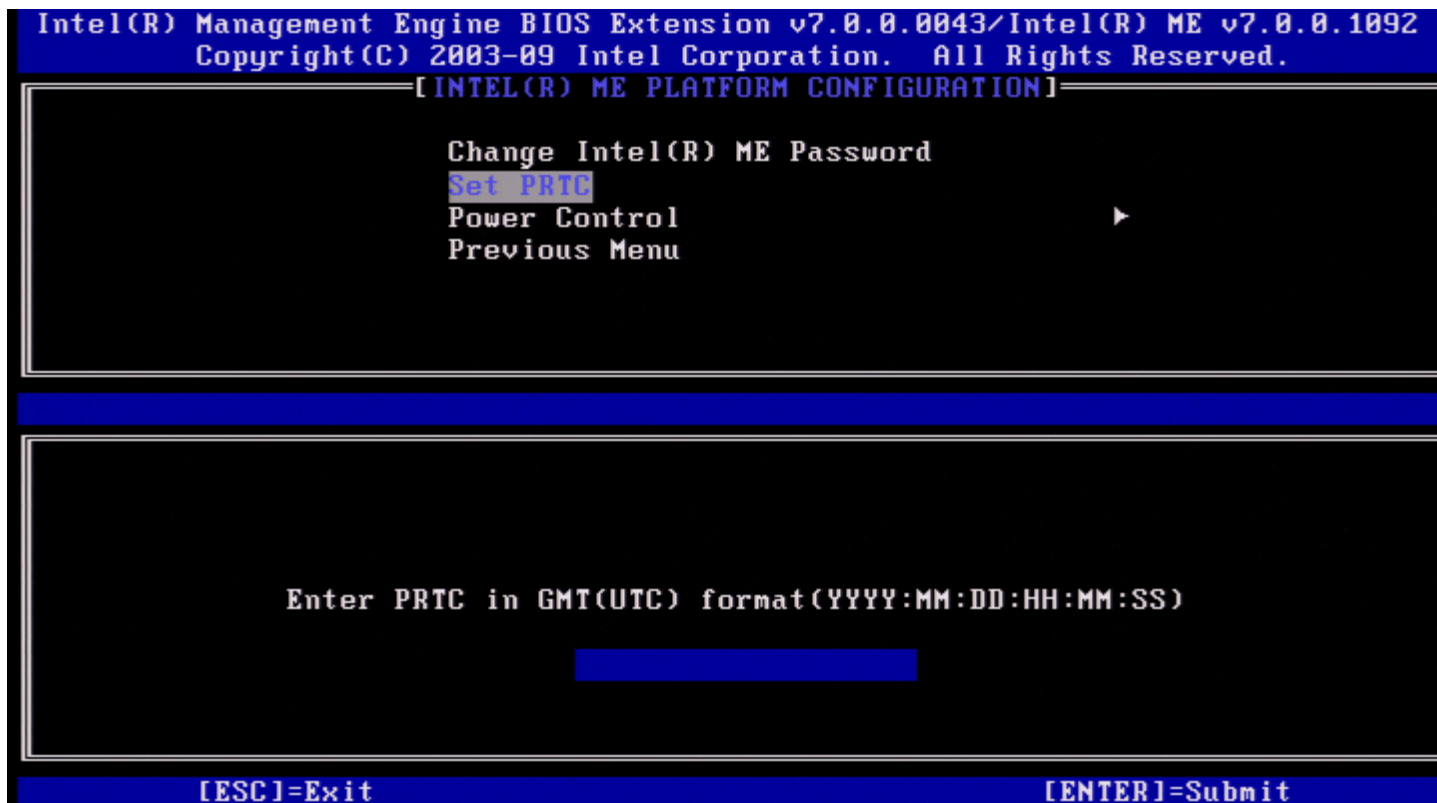 Intel(R) Management Engine BIOS Extension v7.0.0.0043/Intel(R) ME v7.0.0.1092
Copyright(C) 2003-09 Intel Corporation. All Rights Reserved.
[INTEL(R) ME PLATFORM CONFIGURATION]
Change Intel(R) ME Password
Set PRTC
Power Control
Previous Menu
Enter PRTC in GMT(UTC) format(YYYY:MM:DD:HH:MM:SS)
[ESC]=Exit [ENTER]=Submit